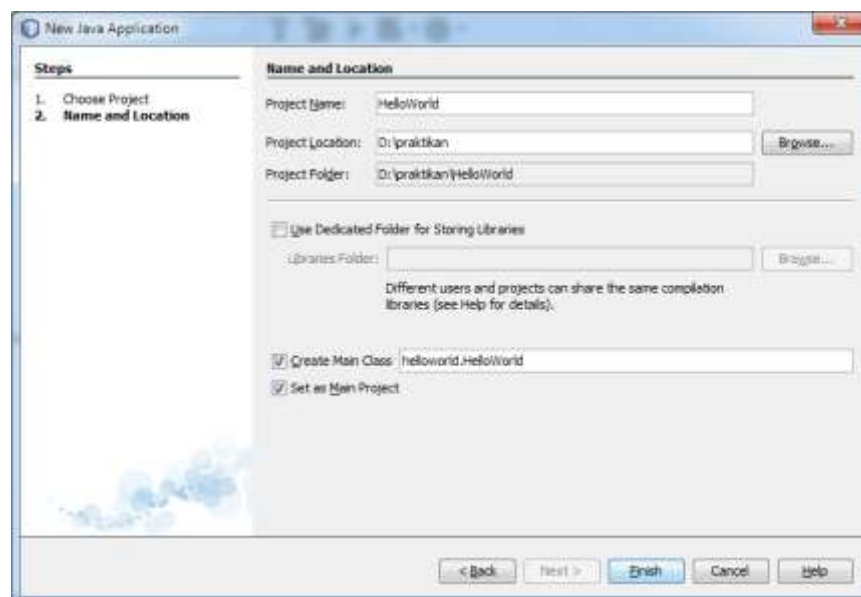 New Java Application
Steps
1. Choose Project
2. Name and Location
Name and Location
Project Name: HelloWorld
Project Location: D:\praktikan Browse...
Project Folder: D:\praktikan\HelloWorld
Use Dedicated Folder for Storing Libraries
Libraries Folder: Browse...
Different users and projects can share the same compilation
libraries (see Help for details).
Create Main Class helloworld.HelloWorld
Set as Main Project
< Back Next > Finish Cancel Help